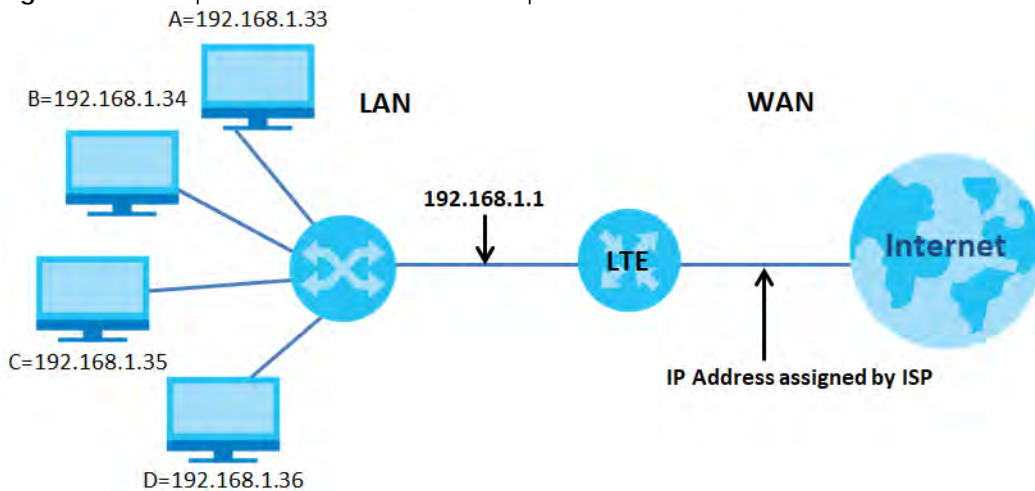 A=192.168.1.33
B=192.168.1.34
LAN
WAN
192.168.1.1
LTE
Internet
C=192.168.1.35
IP Address assigned by ISP
D=192.168.1.36